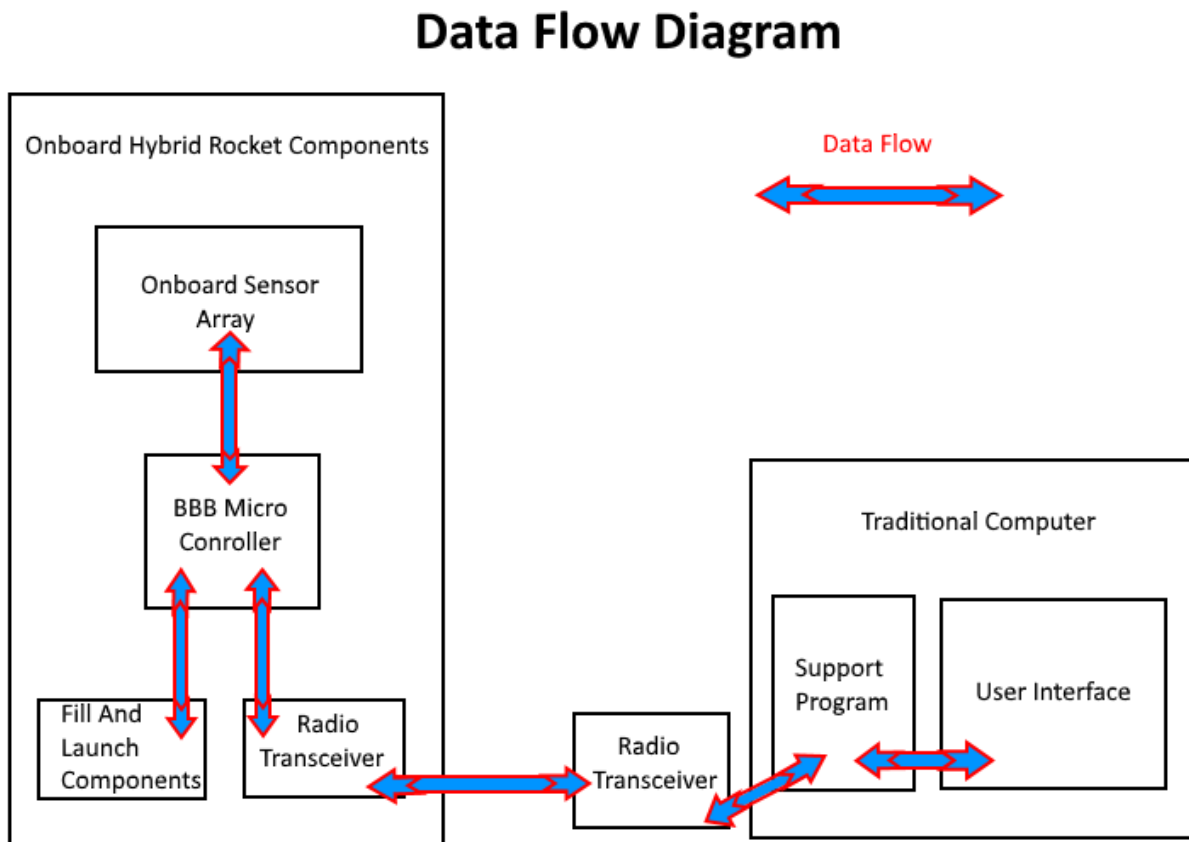 Data Flow Diagram
Onboard Hybrid Rocket Components
Data Flow
Onboard Sensor
Array
BBB Micro
Conroller
Traditional Computer
Support
Program
User Interface
Fill And
Launch
Components
Radio
Transceiver
Radio
Transceiver